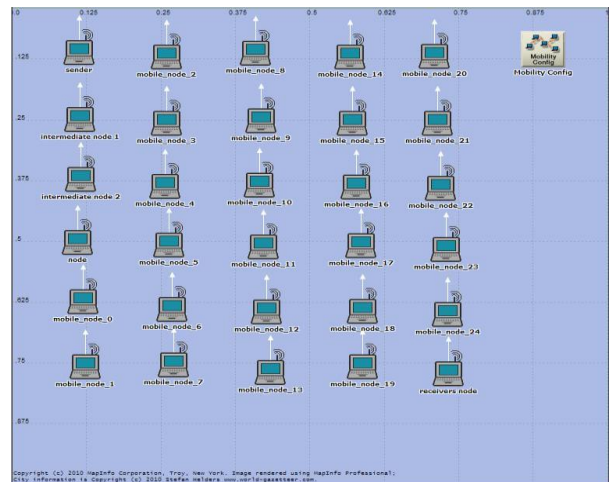 0.0 0.125 0.25 0.375 0.5 0.625 0.75 0.875 1
.125
sender mobile_node_2 mobile_node_8 mobile_node_14 mobile_node_20
Mobility
Config
Mobility Config
.25
intermediate node 1 mobile_node_3 mobile_node_9 mobile_node_15 mobile_node_21
.375
intermediate node 2 mobile_node_4 mobile_node_10 mobile_node_16 mobile_node_22
.5
node mobile_node_5 mobile_node_11 mobile_node_17 mobile_node_23
.625
mobile_node_0 mobile_node_6 mobile_node_12 mobile_node_18 mobile_node_24
.75
mobile_node_1 mobile_node_7 mobile_node_13 mobile_node_19 receivers node
.875
Copyright (c) 2010 MapInfo Corporation, Troy, New York. Image rendered using MapInfo Professional;
City information is Copyright (c) 2010 Stefan Helders www.world-gazetteer.com.